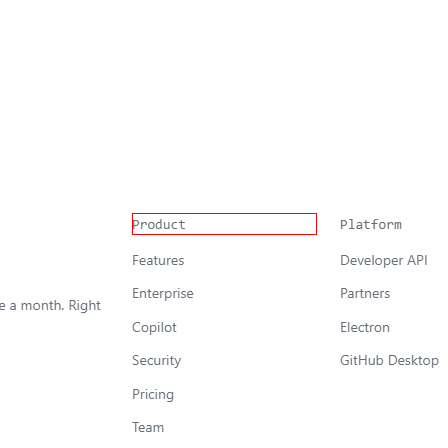 Product
Features
Enterprise
Copilot
Security
Pricing
Team
Platform
Developer API
Partners
Electron
GitHub Desktop
e a month. Right